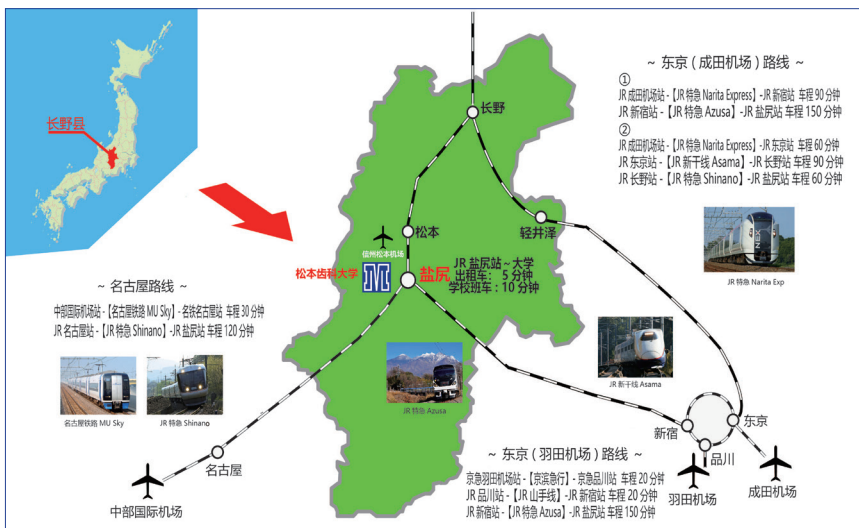 长野县
~ 东京 ( 成田机场 ) 路线 ~
①
JR 成田机场站 -【JR 特急 Narita Express】-JR 新宿站 车程 90 分钟
JR 新宿站 -【JR 特急 Azusa】-JR 盐尻站 车程 150 分钟
②
JR 成田机场站 -【JR 特急 Narita Express】-JR 东京站 车程 60 分钟
JR 东京站 -【JR 新干线 Asama】-JR 长野站 车程 90 分钟
JR 长野站 -【JR 特急 Shinano】-JR 盐尻站 车程 60 分钟
JR 特急 Narita Exp
长野
松本
轻井泽
信州松本机场
松本齿科大学
盐尻
JR 盐尻站 ~ 大学
出租车： 5 分钟
学校班车：10 分钟
~ 名古屋路线 ~
中部国际机场站 -【名古屋铁路 MU Sky】- 名铁名古屋站 车程 30 分钟
JR 名古屋站 -【JR 特急 Shinano】-JR 盐尻站 车程 120 分钟
名古屋铁路 MU Sky
JR 特急 Shinano
JR 特急 Azusa
JR 新干线 Asama
新宿
东京
品川
名古屋
中部国际机场
羽田机场
成田机场
~ 东京 ( 羽田机场 ) 路线 ~
京急羽田机场站 -【京滨急行】- 京急品川站 车程 20 分钟
JR 品川站 -【JR 山手线】-JR 新宿站 车程 20 分钟
JR 新宿站 -【JR 特急 Azusa】-JR 盐尻站 车程 150 分钟